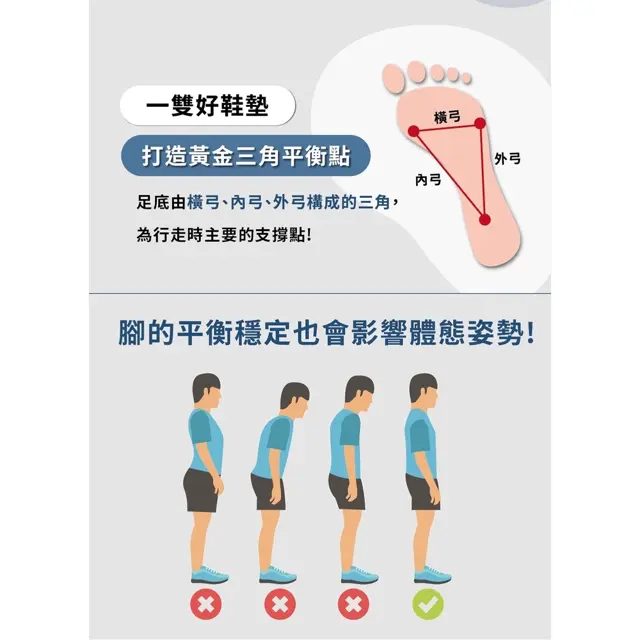 一雙好鞋墊
打造黃金三角平衡點
足底由橫弓、內弓、外弓構成的三角，
為行走時主要的支撐點!
橫弓
外弓
內弓
腳的平衡穩定也會影響體態姿勢!